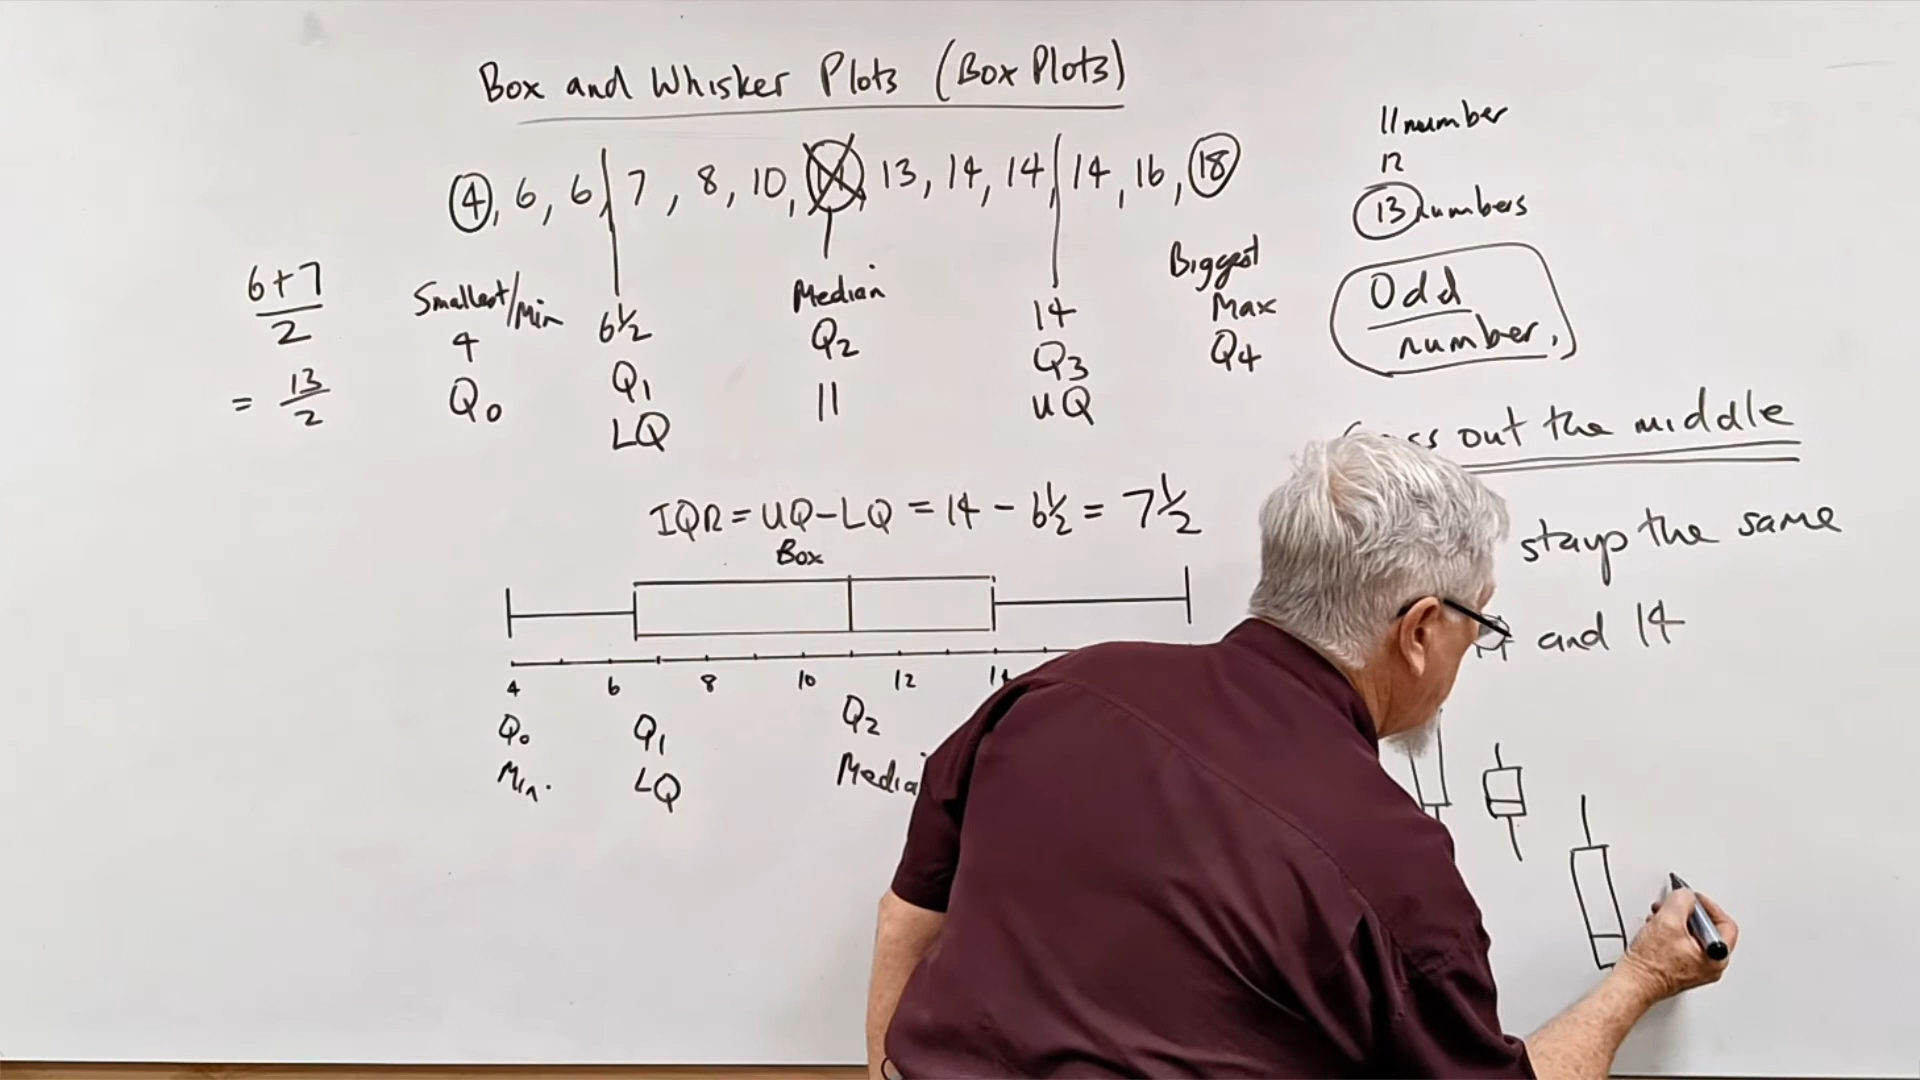 Box and Whisker Plots (Box Plots)
4, 6, 6, 7, 8, 10, 11, 13, 14, 14, 14, 16, 18
11 number
12
13 numbers
Odd
number.
6+7
2
= 13
2
Smallest/Min
4
Q0
6½
Q1
LQ
Median
Q2
11
14
Q3
UQ
Biggest
Max
Q4
out the middle
stays the same
and 14
IQR = UQ-LQ = 14 - 6½ = 7½
Box
4 6 8 10 12
Q0 Q1 Q2
Min. LQ